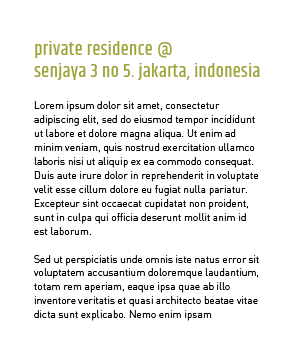 private residence @
senjaya 3 no 5. jakarta, indonesia
Lorem ipsum dolor sit amet, consectetur
adipiscing elit, sed do eiusmod tempor incididunt
ut labore et dolore magna aliqua. Ut enim ad
minim veniam, quis nostrud exercitation ullamco
laboris nisi ut aliquip ex ea commodo consequat.
Duis aute irure dolor in reprehenderit in voluptate
velit esse cillum dolore eu fugiat nulla pariatur.
Excepteur sint occaecat cupidatat non proident,
sunt in culpa qui officia deserunt mollit anim id
est laborum.
Sed ut perspiciatis unde omnis iste natus error sit
voluptatem accusantium doloremque laudantium,
totam rem aperiam, eaque ipsa quae ab illo
inventore veritatis et quasi architecto beatae vitae
dicta sunt explicabo. Nemo enim ipsam